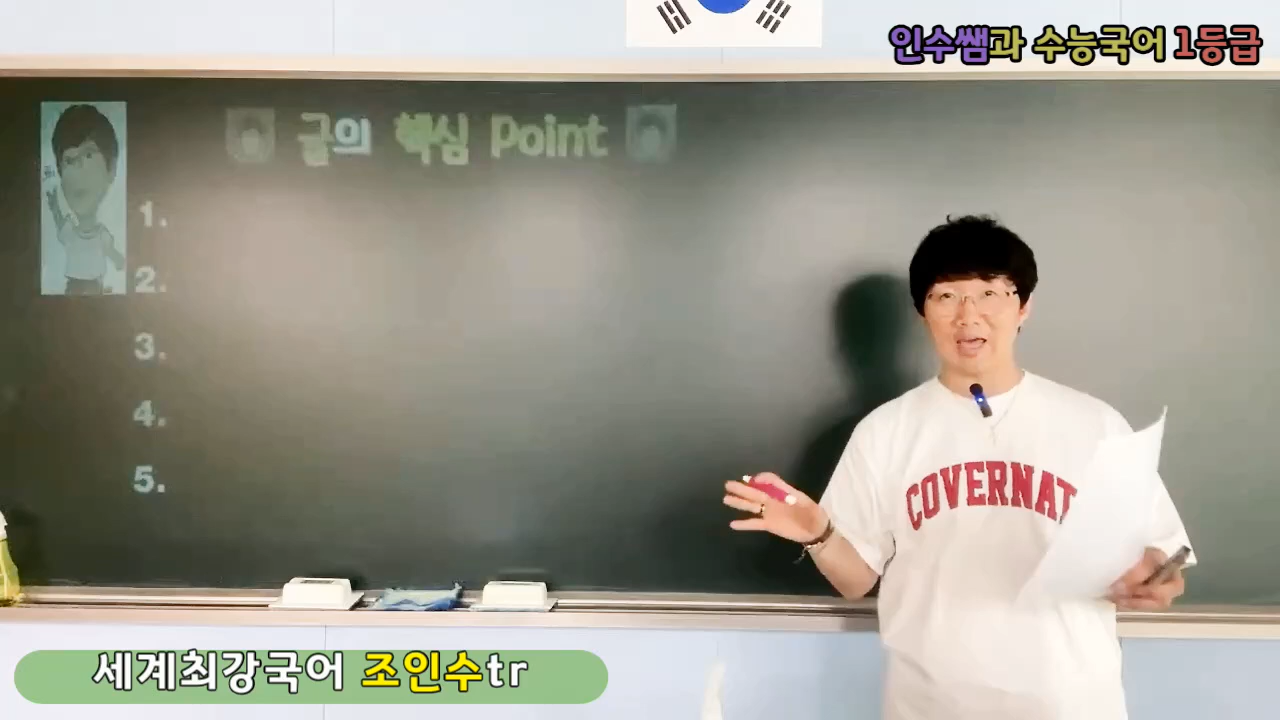 인수쌤과 수능국어 1등급
글의 핵심 Point
1.
2.
3.
4.
5.
COVERNAT
세계최강국어 조인수tr